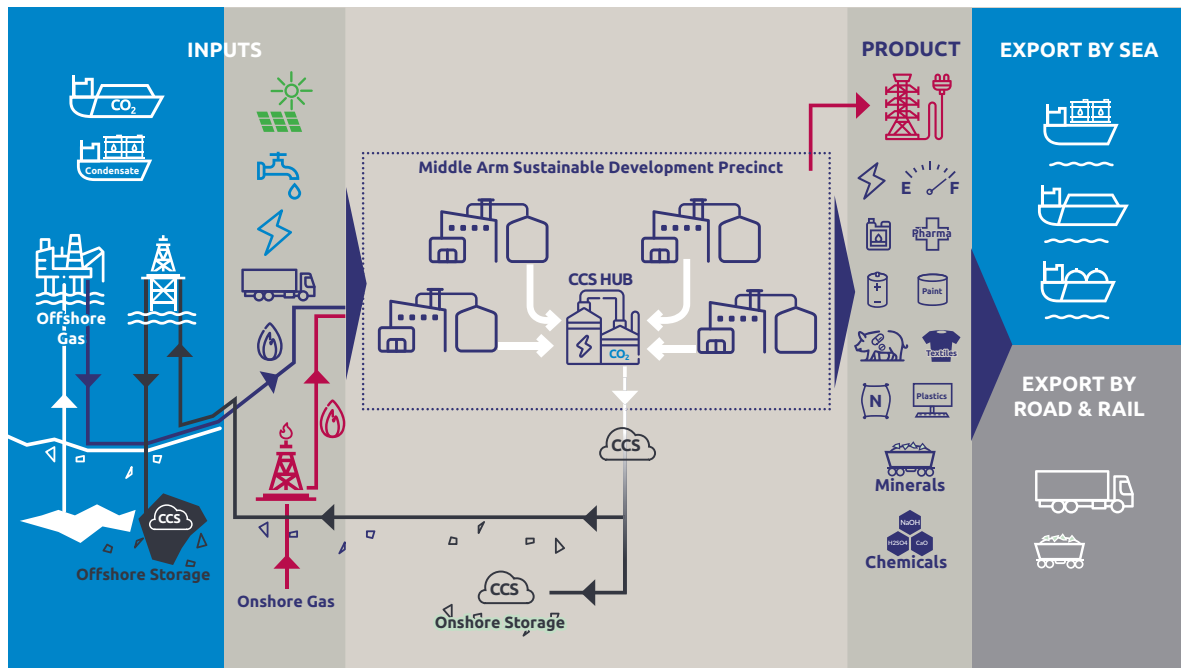 INPUTS
PRODUCT
EXPORT BY SEA
CO₂
Condensate
Middle Arm Sustainable Development Precinct
E F
Pharma
CCS HUB
Paint
Offshore
Gas
CO₂
Textiles
EXPORT BY
ROAD & RAIL
N
Plastics
CCS
Minerals
CCS
NaOH
H2SO4
CaO
Chemicals
Offshore Storage
CCS
Onshore Gas
Onshore Storage